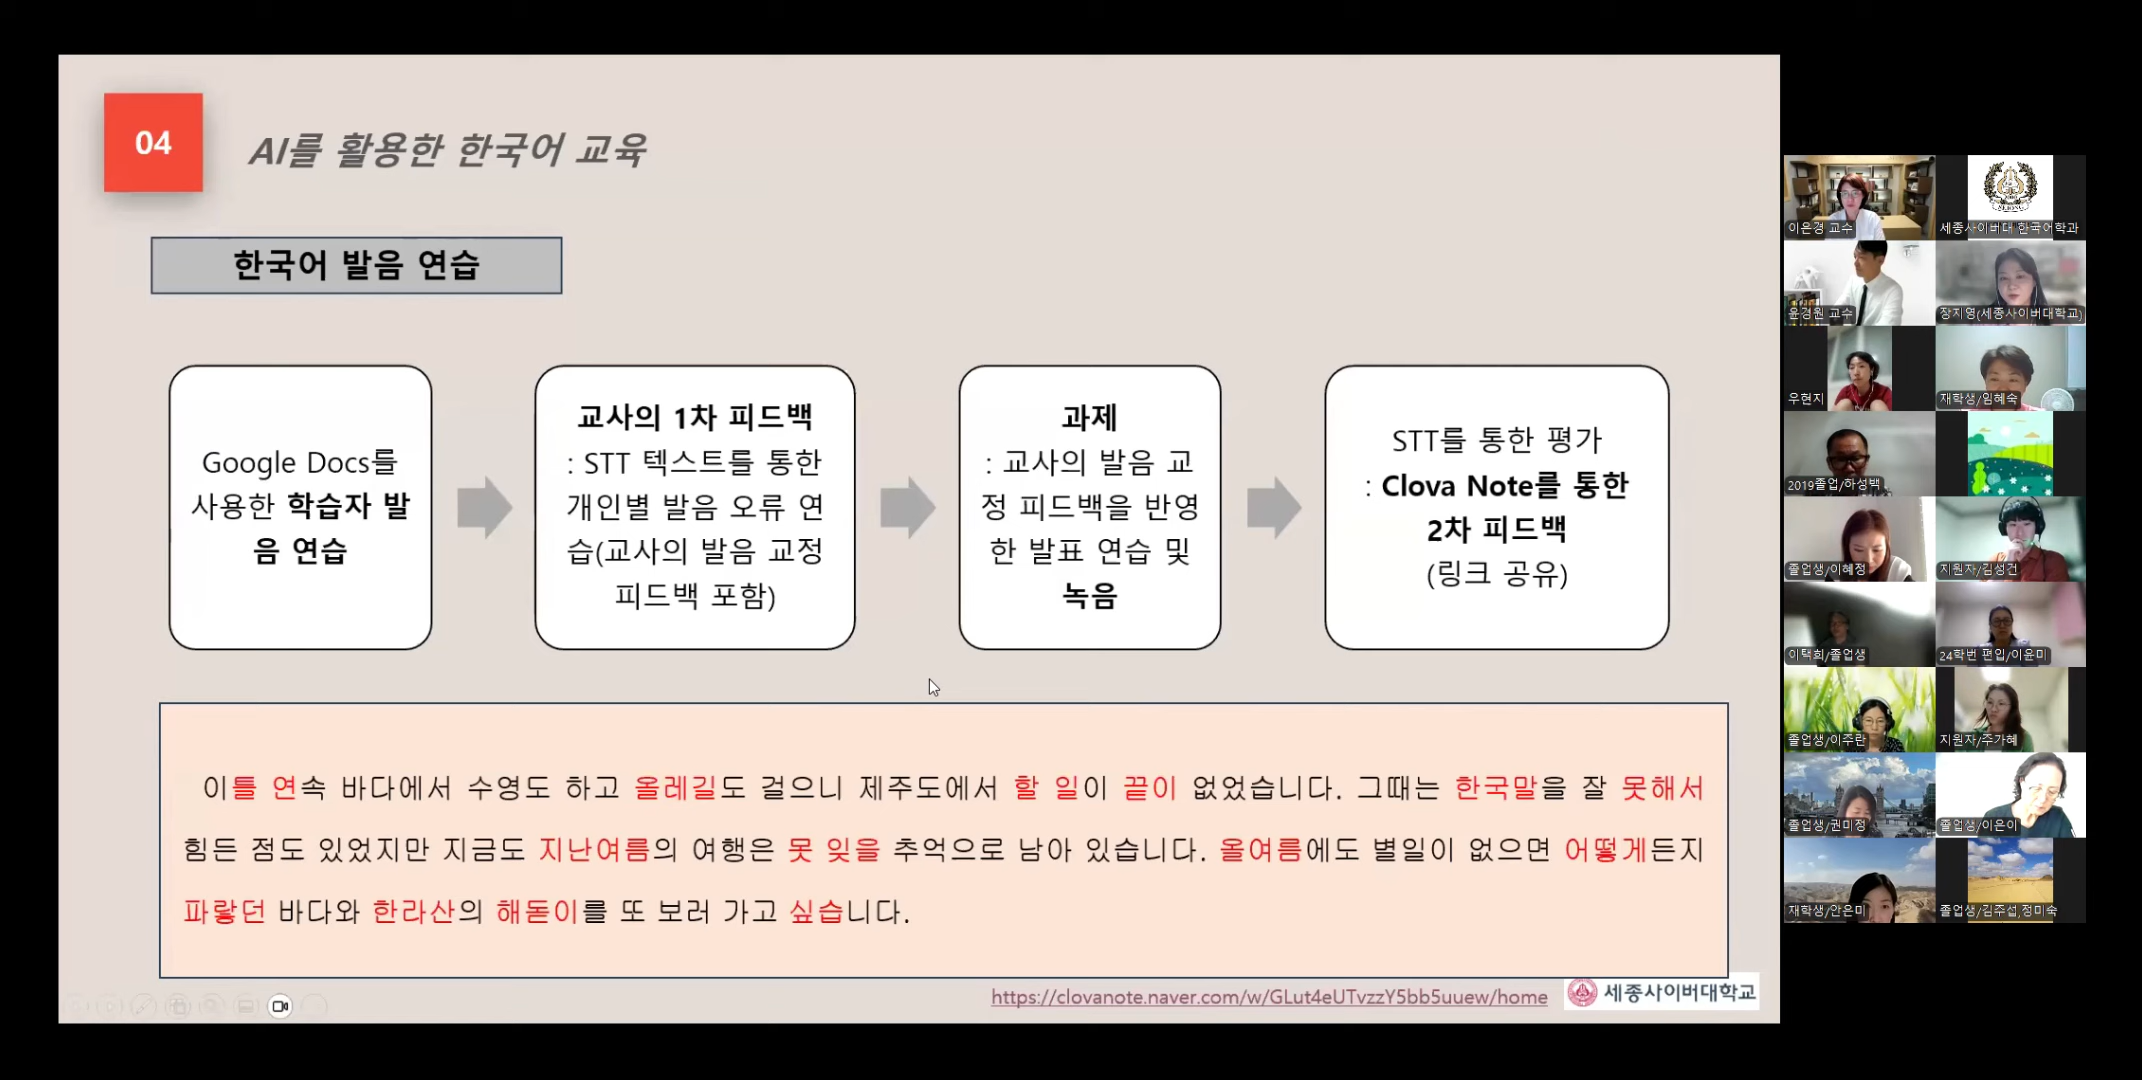 04
AI를 활용한 한국어 교육
한국어 발음 연습
Google Docs를
사용한 학습자 발
음 연습
교사의 1차 피드백
: STT 텍스트를 통한
개인별 발음 오류 연
습(교사의 발음 교정
피드백 포함)
과제
: 교사의 발음 교
정 피드백을 반영
한 발표 연습 및
녹음
STT를 통한 평가
: Clova Note를 통한
2차 피드백
(링크 공유)
이틀 연속 바다에서 수영도 하고 올레길도 걸으니 제주도에서 할 일이 끝이 없었습니다. 그때는 한국말을 잘 못해서
힘든 점도 있었지만 지금도 지난여름의 여행은 못 잊을 추억으로 남아 있습니다. 올여름에도 별일이 없으면 어떻게든지
파랗던 바다와 한라산의 해돋이를 또 보러 가고 싶습니다.
https://clovanote.naver.com/w/GLut4eUTvzzY5bb5uuew/home
세종사이버대학교
이은경 교수
세종사이버대 한국어학과
윤경원 교수
장지영(세종사이버대학교)
우현지
재학생/임혜숙
2019졸업/하성백
졸업생/이혜정
지원자/김성건
이택희/졸업생
24학번 편입/이윤미
졸업생/이주란
지원자/주가혜
졸업생/권미정
졸업생/이은이
재학생/안은미
졸업생/김주섭,정미숙